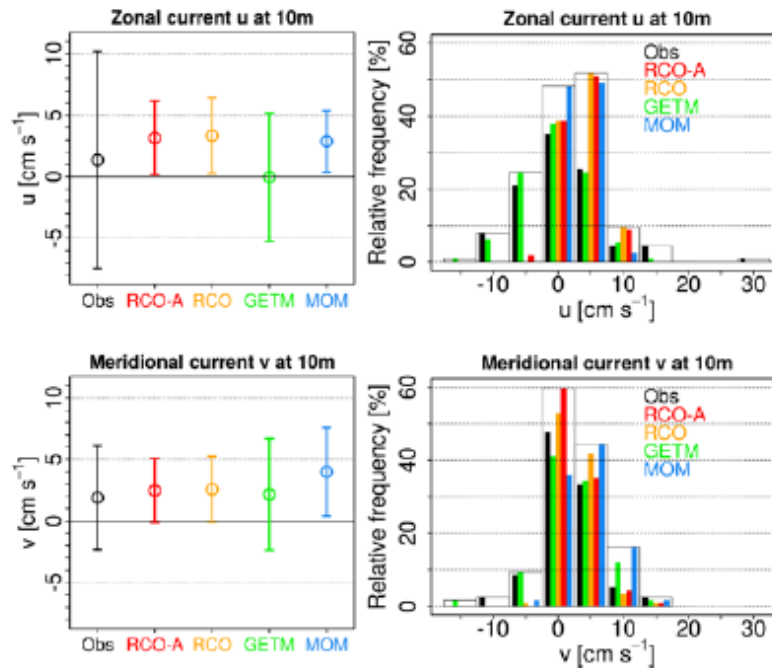 Zonal current u at 10m
u [cm s⁻¹]
10
5
0
-5
Obs RCO-A RCO GETM MOM
Zonal current u at 10m
Relative frequency [%]
60
40
20
0
Obs
RCO-A
RCO
GETM
MOM
-10 0 10 20 30
u [cm s⁻¹]
Meridional current v at 10m
v [cm s⁻¹]
10
5
0
-5
Obs RCO-A RCO GETM MOM
Meridional current v at 10m
Relative frequency [%]
60
40
20
0
Obs
RCO-A
RCO
GETM
MOM
-10 0 10 20 30
v [cm s⁻¹]